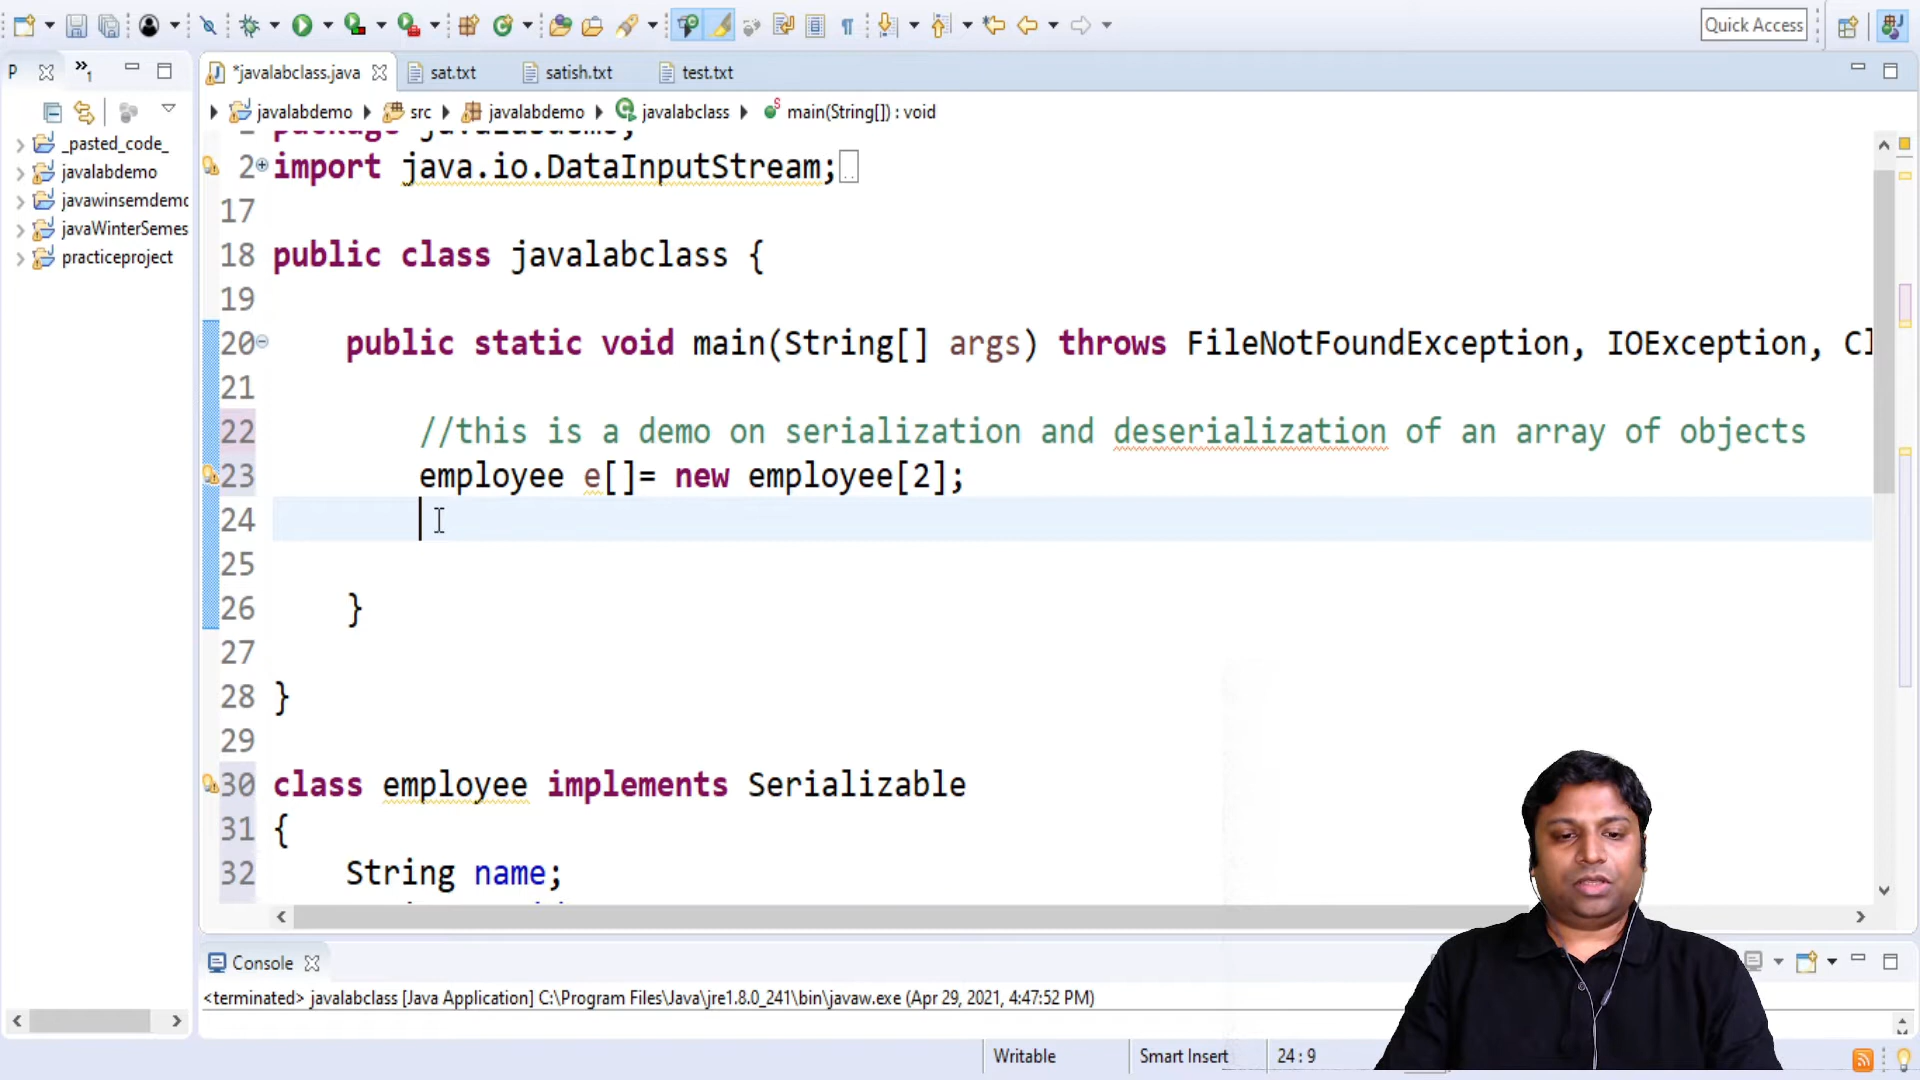 Quick Access
P
1
*javalabclass.java
sat.txt
satish.txt
test.txt
javalabdemo
src
javalabdemo
javalabclass
main(String[]) : void
_pasted_code_
javalabdemo
javawinsemdemo
javaWinterSemes
practiceproject
2 import java.io.DataInputStream;
17
18 public class javalabclass {
19
20 public static void main(String[] args) throws FileNotFoundException, IOException, Cl
21
22 //this is a demo on serialization and deserialization of an array of objects
23 employee e[]= new employee[2];
24
25
26 }
27
28 }
29
30 class employee implements Serializable
31 {
32 String name;
Console
<terminated> javalabclass [Java Application] C:\Program Files\Java\jre1.8.0_241\bin\javaw.exe (Apr 29, 2021, 4:47:52 PM)
Writable
Smart Insert
24 : 9